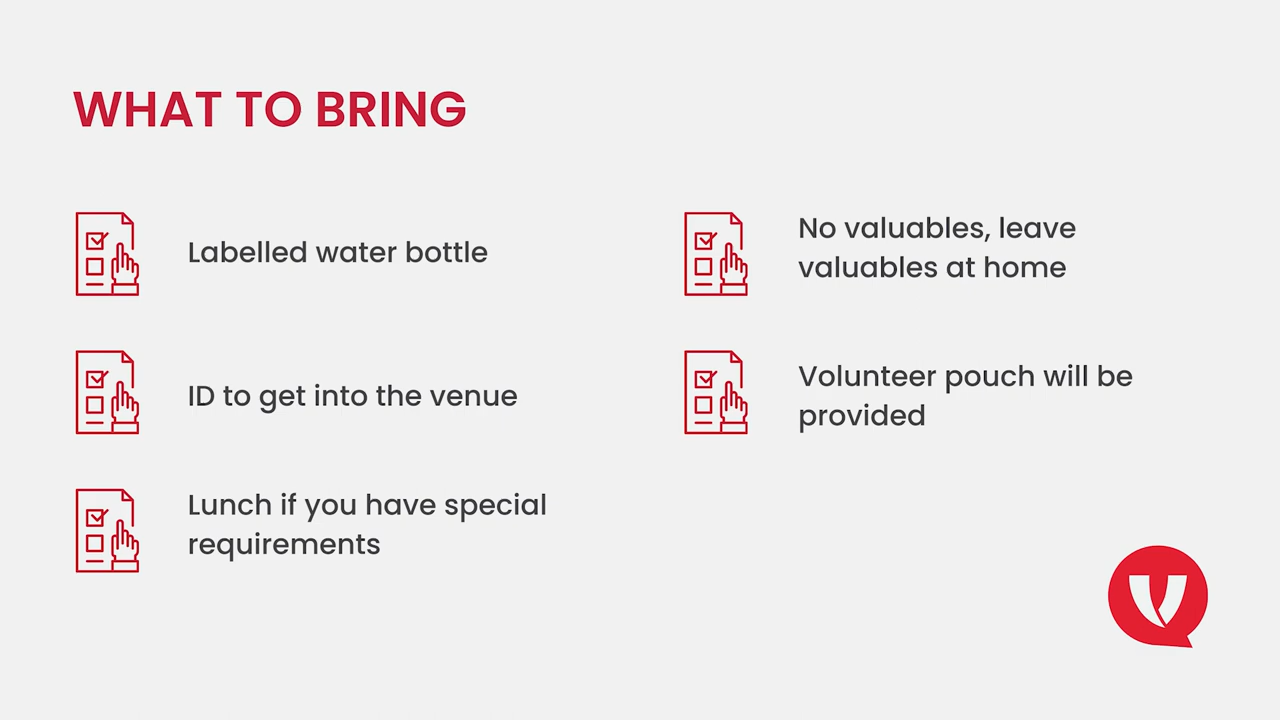 WHAT TO BRING
Labelled water bottle
ID to get into the venue
Lunch if you have special
requirements
No valuables, leave
valuables at home
Volunteer pouch will be
provided
V